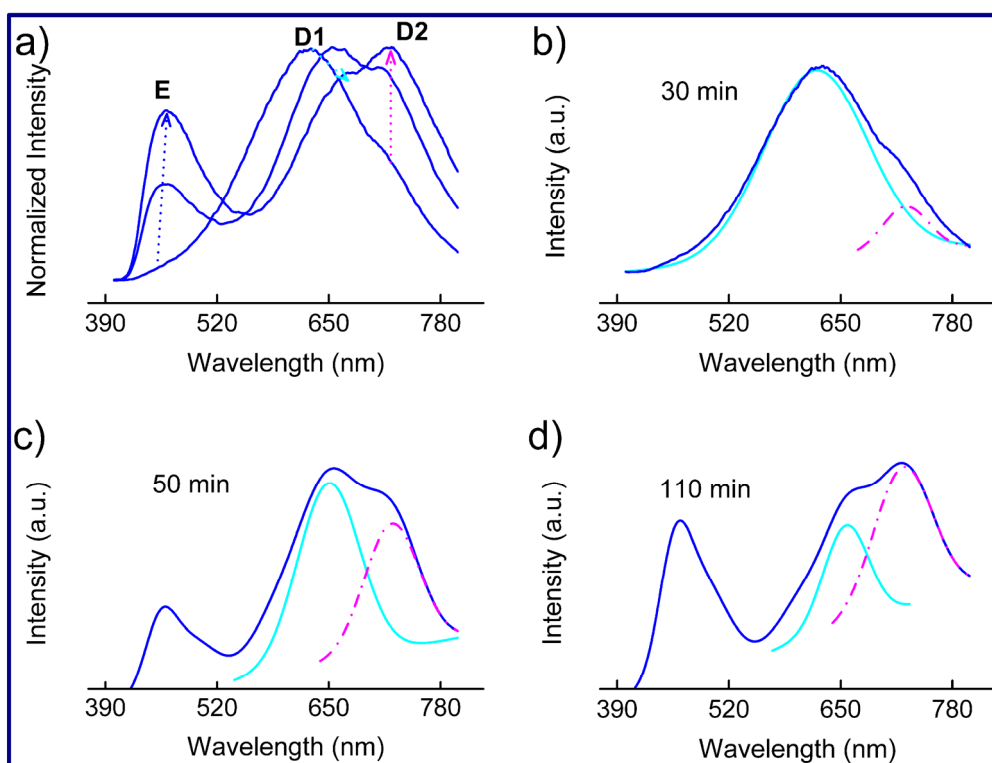 a)
E
D1
D2
Normalized Intensity
390 520 650 780
Wavelength (nm)
b)
30 min
Intensity (a.u.)
390 520 650 780
Wavelength (nm)
c)
50 min
Intensity (a.u.)
390 520 650 780
Wavelength (nm)
d)
110 min
Intensity (a.u.)
390 520 650 780
Wavelength (nm)